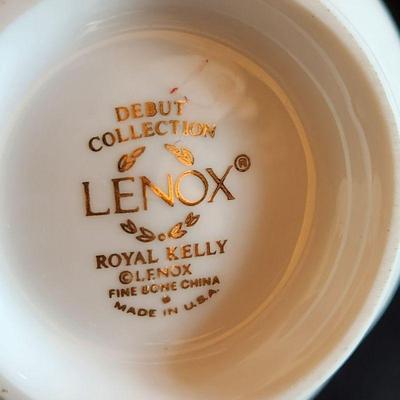 DEBUT
COLLECTION
LENOX®
ROYAL KELLY
©LENOX
FINE BONE CHINA
MADE IN U.S.A.